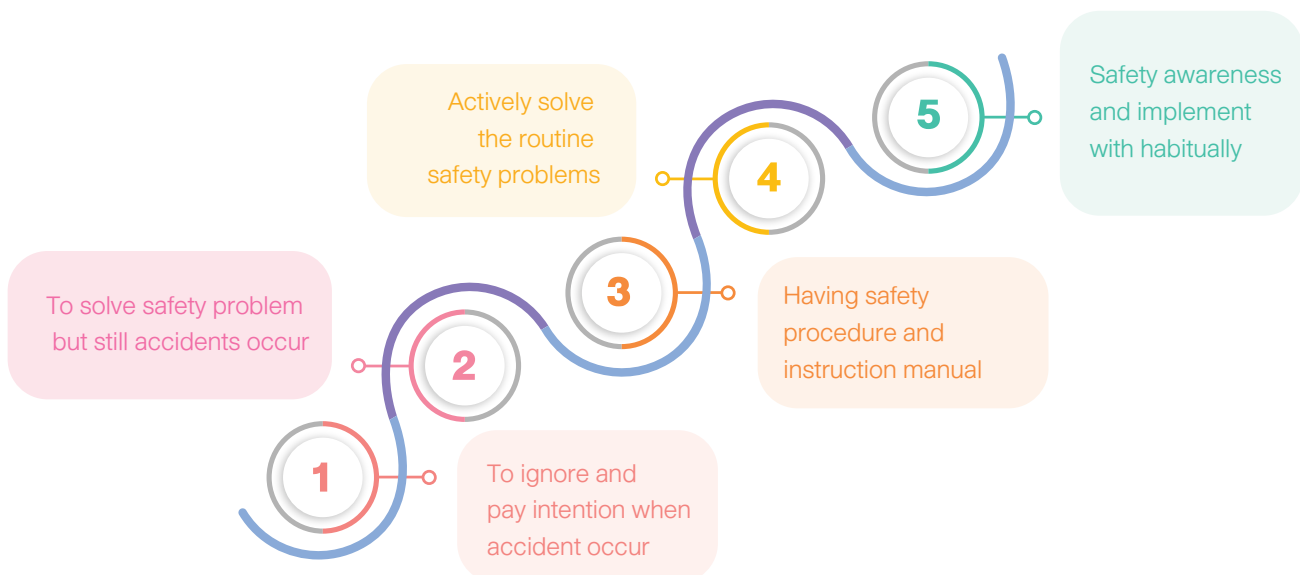 1
To ignore and
pay intention when
accident occur
2
To solve safety problem
but still accidents occur
3
Having safety
procedure and
instruction manual
4
Actively solve
the routine
safety problems
5
Safety awareness
and implement
with habitually